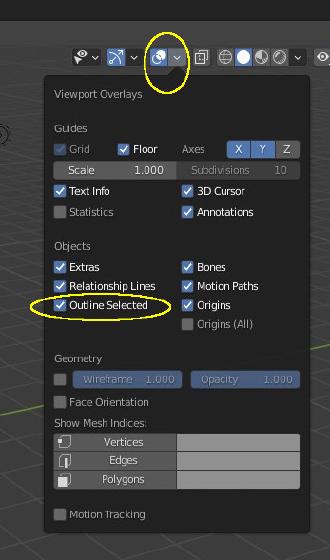 Viewport Overlays
Guides
Grid Floor Axes X Y Z
Scale 1.000 Subdivisions 10
Text Info 3D Cursor
Statistics Annotations
Objects
Extras Bones
Relationship Lines Motion Paths
Outline Selected Origins
Origins (All)
Geometry
Wireframe 1.000 Opacity 1.000
Face Orientation
Show Mesh Indices:
Vertices
Edges
Polygons
Motion Tracking